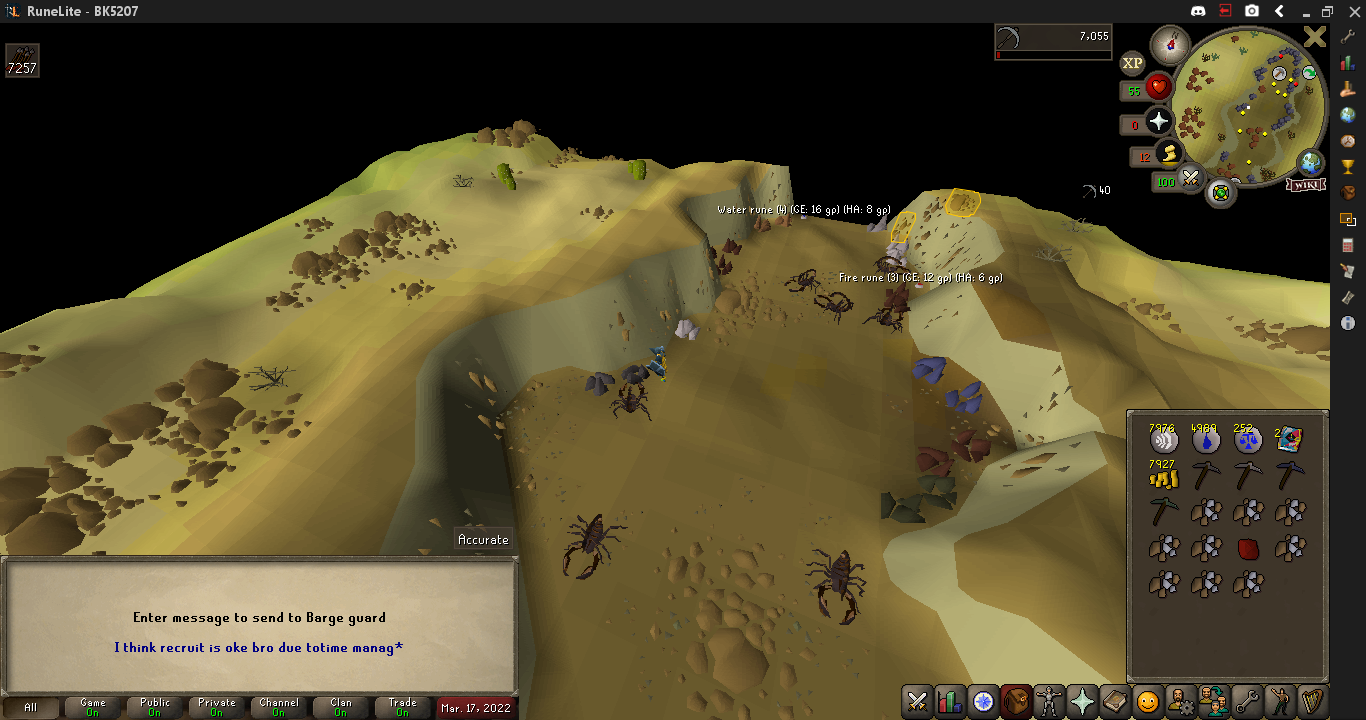 RuneLite - BK5207
7257
7,055
XP
55
0
12
100
WIKI
40
Water rune (4) (GE: 16 gp) (HA: 8 gp)
Fire rune (3) (GE: 12 gp) (HA: 6 gp)
7976
4989
252
2
7927
Accurate
Enter message to send to Barge guard
I think recruit is oke bro due totime manag*
All
Game
On
Public
On
Private
On
Channel
On
Clan
On
Trade
On
Mar. 17, 2022